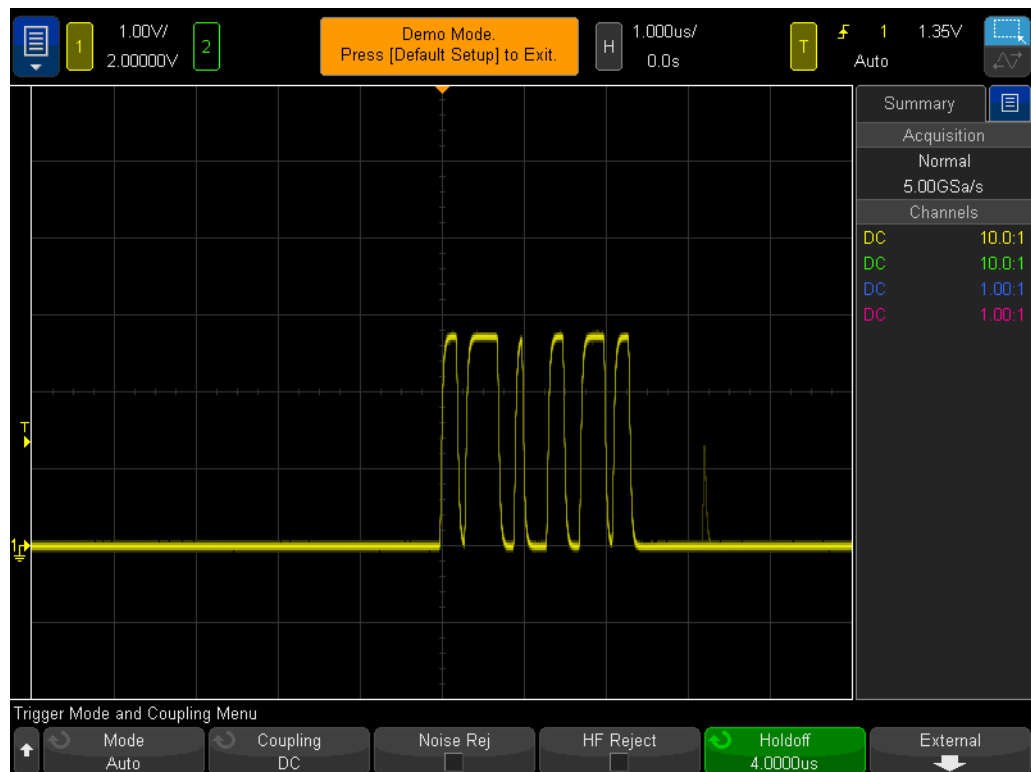 1
1.00V/
2.00000V
2
Demo Mode.
Press [Default Setup] to Exit.
H
1.000us/
0.0s
T
1
1.35V
Auto
Summary
Acquisition
Normal
5.00GSa/s
Channels
DC 10.0:1
DC 10.0:1
DC 1.00:1
DC 1.00:1
T
1
Trigger Mode and Coupling Menu
Mode
Auto
Coupling
DC
Noise Rej
HF Reject
Holdoff
4.0000us
External